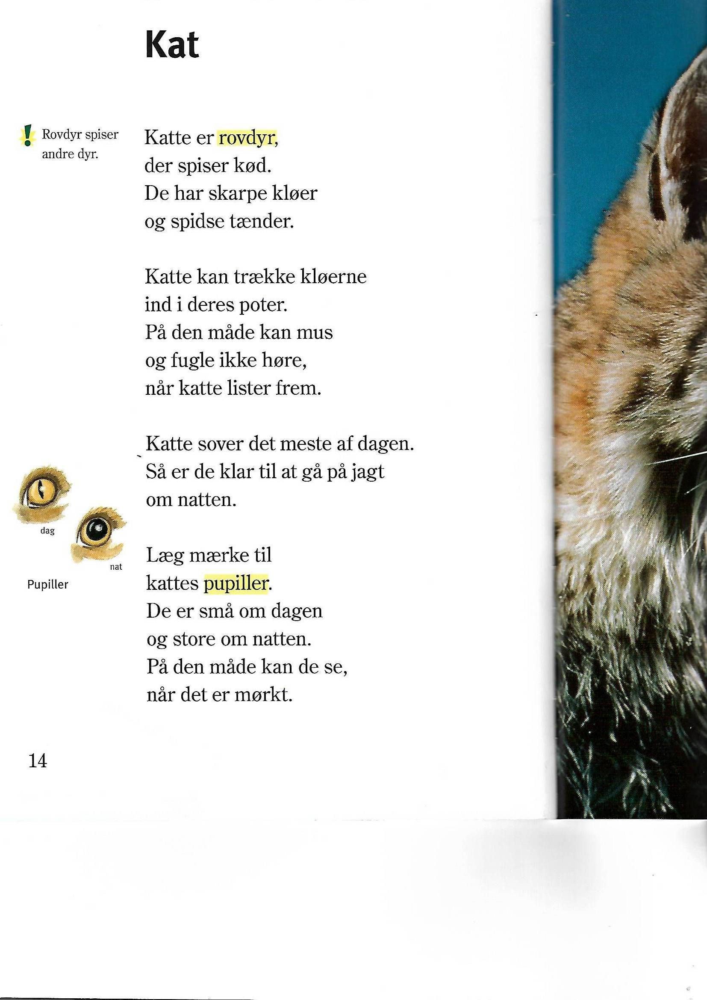 Kat
Rovdyr spiser
andre dyr.
Katte er rovdyr,
der spiser kød.
De har skarpe kløer
og spidse tænder.
Katte kan trække kløerne
ind i deres poter.
På den måde kan mus
og fugle ikke høre,
når katte lister frem.
Katte sover det meste af dagen.
Så er de klar til at gå på jagt
om natten.
dag
nat
Pupiller
Læg mærke til
kattes pupiller.
De er små om dagen
og store om natten.
På den måde kan de se,
når det er mørkt.
14